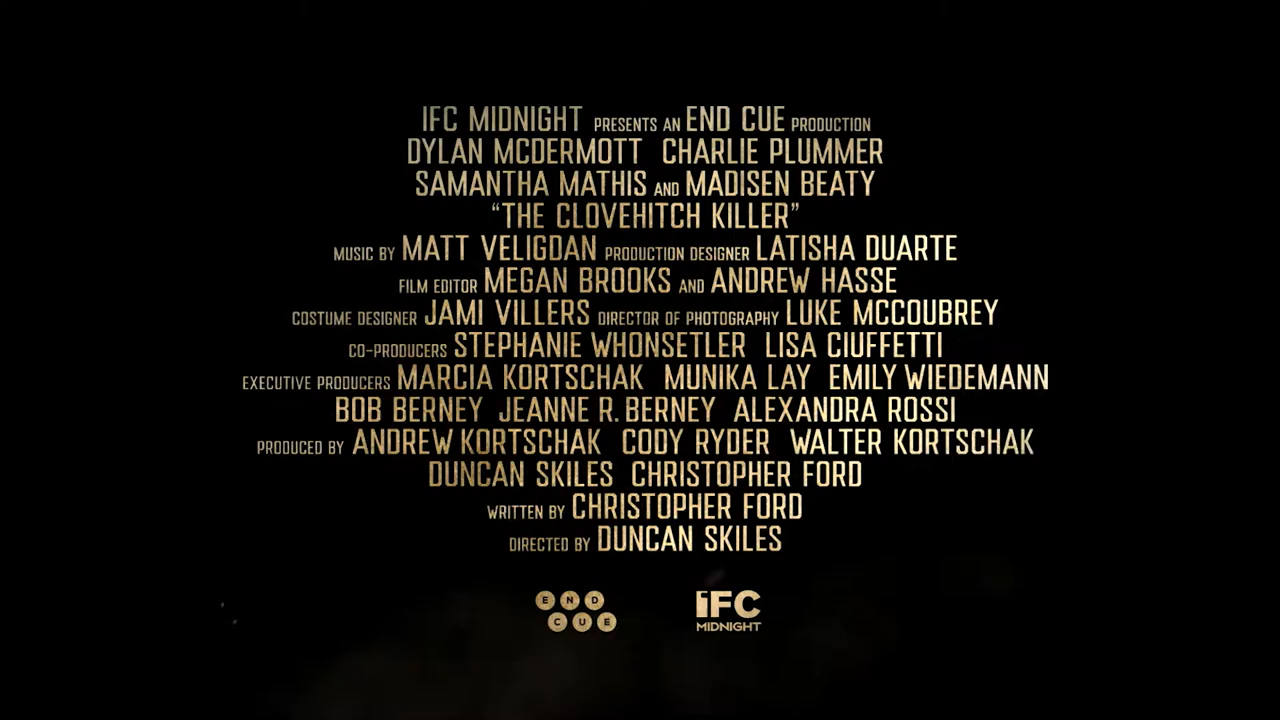 IFC MIDNIGHT PRESENTS AN END CUE PRODUCTION
DYLAN MCDERMOTT CHARLIE PLUMMER
SAMANTHA MATHIS AND MADISEN BEATY
“THE CLOVEHITCH KILLER”
MUSIC BY MATT VELIGDAN PRODUCTION DESIGNER LATISHA DUARTE
FILM EDITOR MEGAN BROOKS AND ANDREW HASSE
COSTUME DESIGNER JAMI VILLERS DIRECTOR OF PHOTOGRAPHY LUKE MCCOUBREY
CO-PRODUCERS STEPHANIE WHONSETLER LISA CIUFFETTI
EXECUTIVE PRODUCERS MARCIA KORTSCHAK MUNIKA LAY EMILY WIEDEMANN
BOB BERNEY JEANNE R. BERNEY ALEXANDRA ROSSI
PRODUCED BY ANDREW KORTSCHAK CODY RYDER WALTER KORTSCHAK
DUNCAN SKILES CHRISTOPHER FORD
WRITTEN BY CHRISTOPHER FORD
DIRECTED BY DUNCAN SKILES
END
CUE
IFC
MIDNIGHT